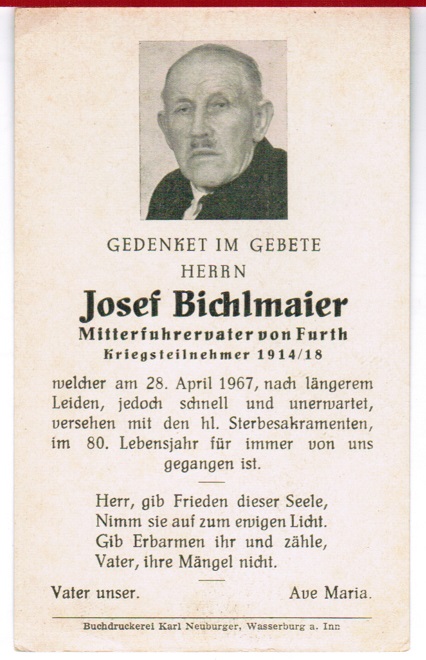 GEDENKET IM GEBETE
HERRN
Josef Bichlmaier
Mitterfuhrervater von Furth
Kriegsteilnehmer 1914/18
welcher am 28. April 1967, nach längerem
Leiden, jedoch schnell und unerwartet,
versehen mit den hl. Sterbesakramenten,
im 80. Lebensjahr für immer von uns
gegangen ist.
Herr, gib Frieden dieser Seele,
Nimm sie auf zum ewigen Licht.
Gib Erbarmen ihr und zähle,
Vater, ihre Mängel nicht.
Vater unser. Ave Maria.
Buchdruckerei Karl Neuburger, Wasserburg a. Inn